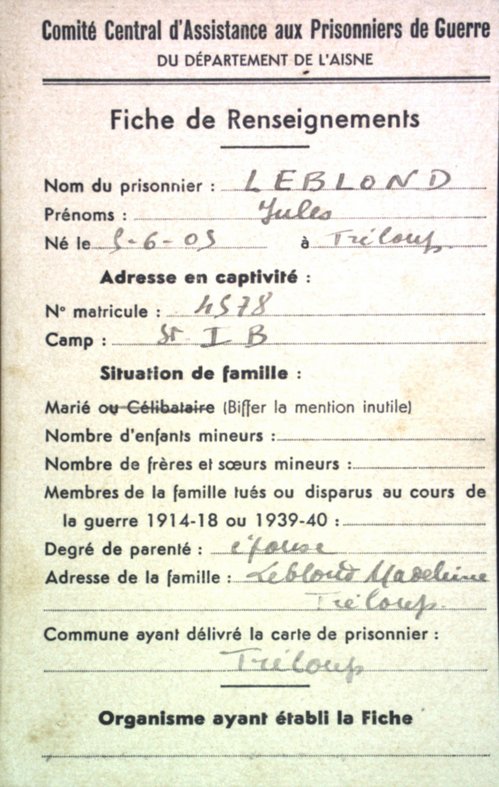 Comité Central d'Assistance aux Prisonniers de Guerre
DU DÉPARTEMENT DE L'AISNE
Fiche de Renseignements
Nom du prisonnier : LEBLOND
Prénoms : Jules
Né le 5-6-05 à Tréloup
Adresse en captivité :
N° matricule : 4578
Camp : St I B
Situation de famille :
Marié ou Célibataire (Biffer la mention inutile)
Nombre d'enfants mineurs :
Nombre de frères et sœurs mineurs :
Membres de la famille tués ou disparus au cours de
la guerre 1914-18 ou 1939-40 :
Degré de parenté : épouse
Adresse de la famille : Leblond Madeleine
Tréloup
Commune ayant délivré la carte de prisonnier :
Tréloup
Organisme ayant établi la Fiche